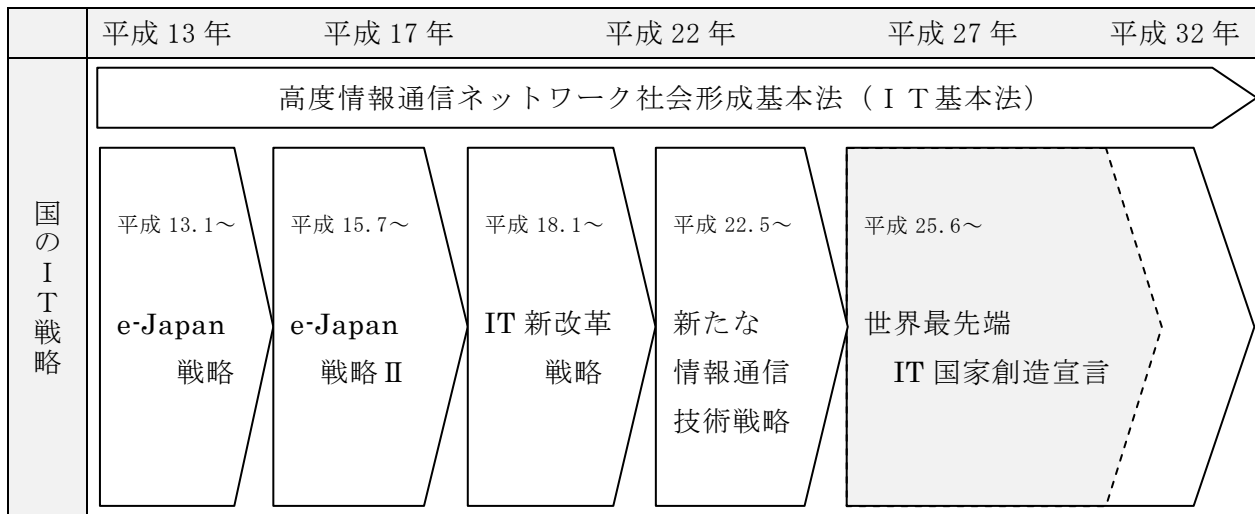 平成 13 年 平成 17 年 平成 22 年 平成 27 年 平成 32 年
高度情報通信ネットワーク社会形成基本法（ＩＴ基本法）
国のＩＴ戦略
平成 13.1～
e-Japan
戦略
平成 15.7～
e-Japan
戦略Ⅱ
平成 18.1～
IT 新改革
戦略
平成 22.5～
新たな
情報通信
技術戦略
平成 25.6～
世界最先端
IT 国家創造宣言